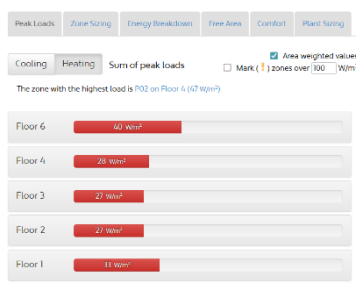 Peak Loads Zone Sizing Energy Breakdown Free Area Comfort Plant Sizing
Cooling Heating Sum of peak loads
Area weighted values
Mark ( ! ) zones over 100 W/m
The zone with the highest load is P02 on Floor 4 (47 W/m²)
Floor 6 40 W/m²
Floor 4 28 W/m²
Floor 3 27 W/m²
Floor 2 27 W/m²
Floor 1 W/m²